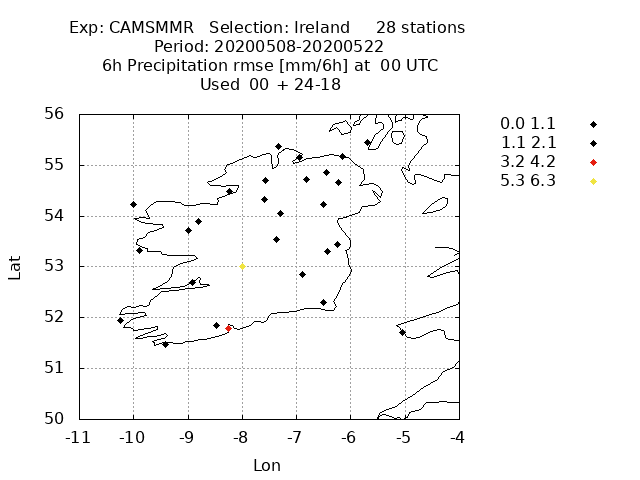 Exp: CAMSMMR   Selection: Ireland     28 stations
Period: 20200508-20200522
6h Precipitation rmse [mm/6h] at  00 UTC
Used  00 + 24-18
0.0 1.1
1.1 2.1
3.2 4.2
5.3 6.3
56
55
54
53
52
51
50
Lat
-11 -10 -9 -8 -7 -6 -5 -4
Lon